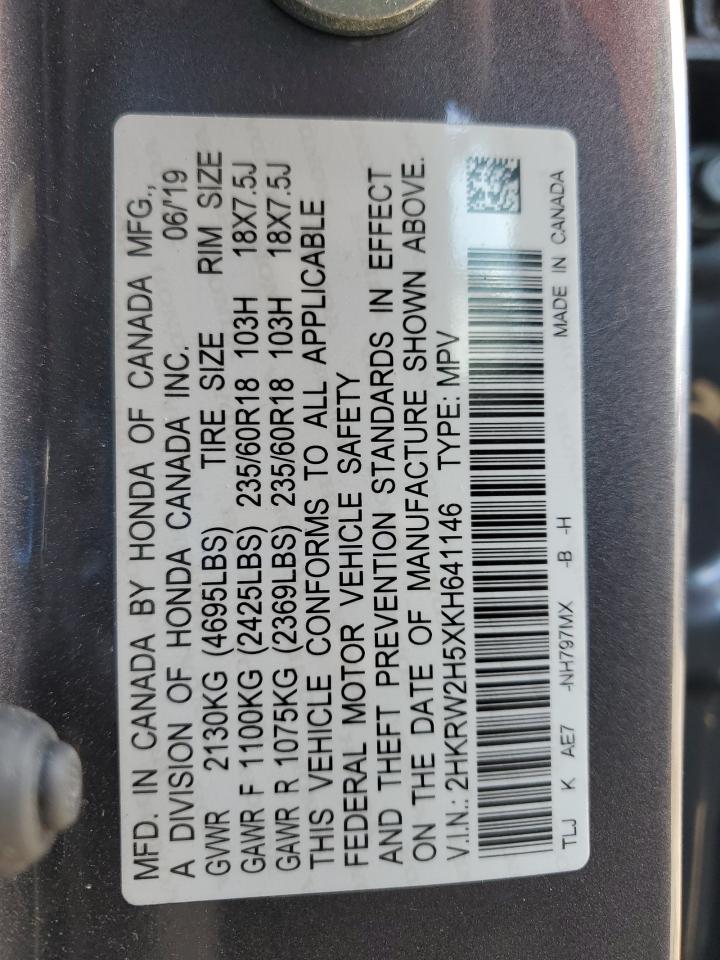 MFD. IN CANADA BY HONDA OF CANADA MFG.,
A DIVISION OF HONDA CANADA INC. 06/'19
GVWR 2130KG (4695LBS) TIRE SIZE RIM SIZE
GAWR F 1100KG (2425LBS) 235/60R18 103H 18X7.5J
GAWR R 1075KG (2369LBS) 235/60R18 103H 18X7.5J
THIS VEHICLE CONFORMS TO ALL APPLICABLE
FEDERAL MOTOR VEHICLE SAFETY
AND THEFT PREVENTION STANDARDS IN EFFECT
ON THE DATE OF MANUFACTURE SHOWN ABOVE.
V.I.N.: 2HKRW2H5XKH641146 TYPE: MPV
TLJ K AE7 -NH797MX -B -H MADE IN CANADA